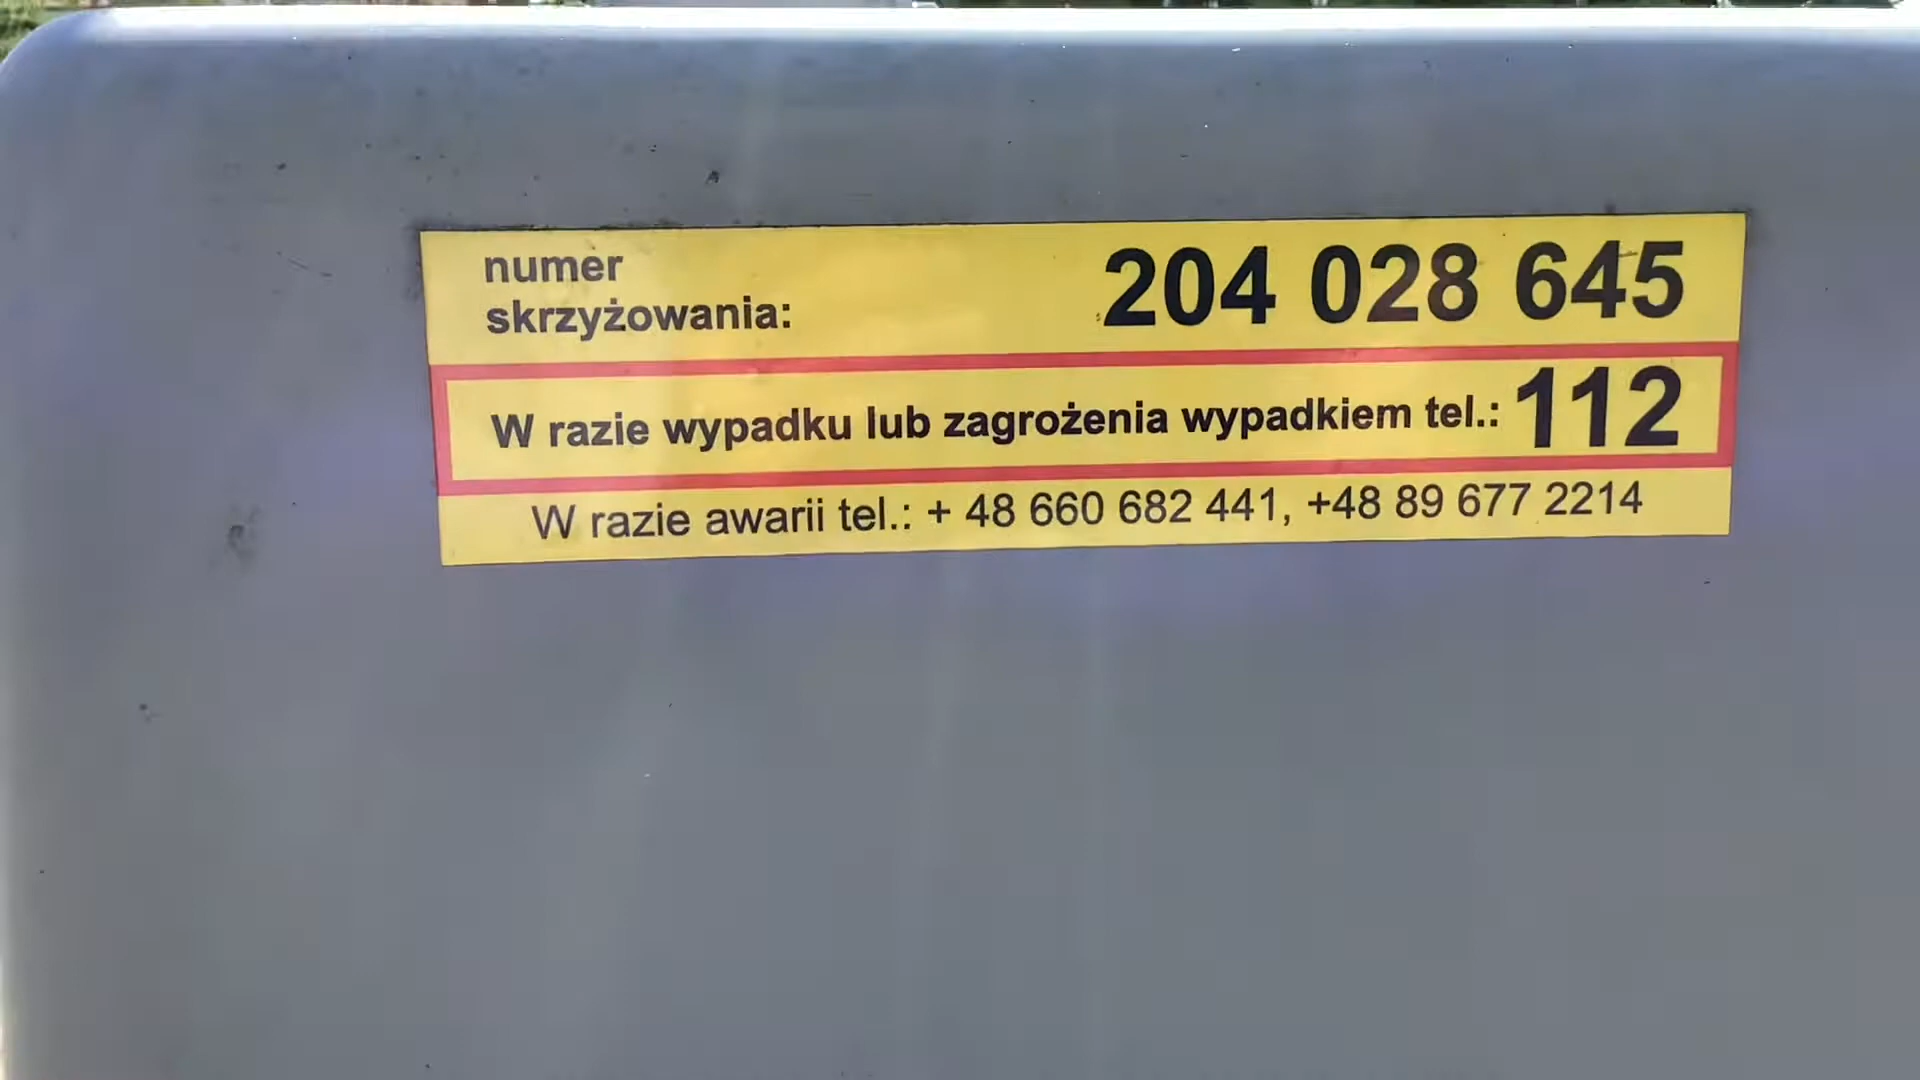 numer
skrzyżowania: 204 028 645
W razie wypadku lub zagrożenia wypadkiem tel.: 112
W razie awarii tel.: + 48 660 682 441, +48 89 677 2214